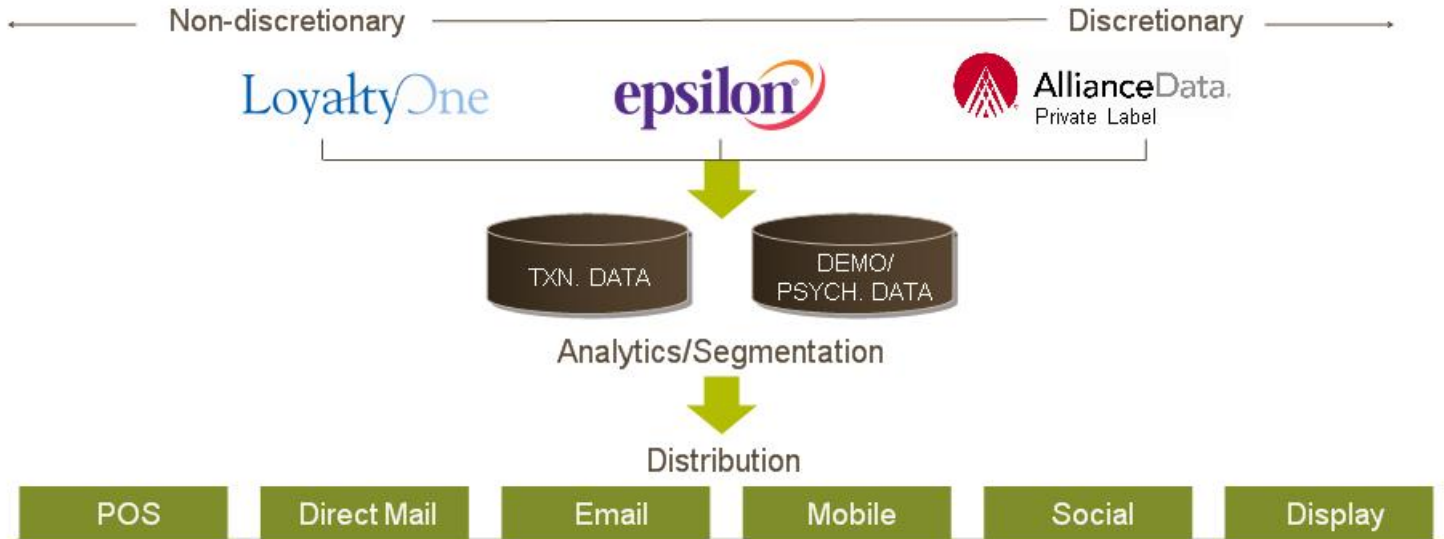 Non-discretionary
Discretionary
LoyaltyOne
epsilon®
AllianceData.
Private Label
TXN. DATA
DEMO/
PSYCH. DATA
Analytics/Segmentation
Distribution
POS
Direct Mail
Email
Mobile
Social
Display